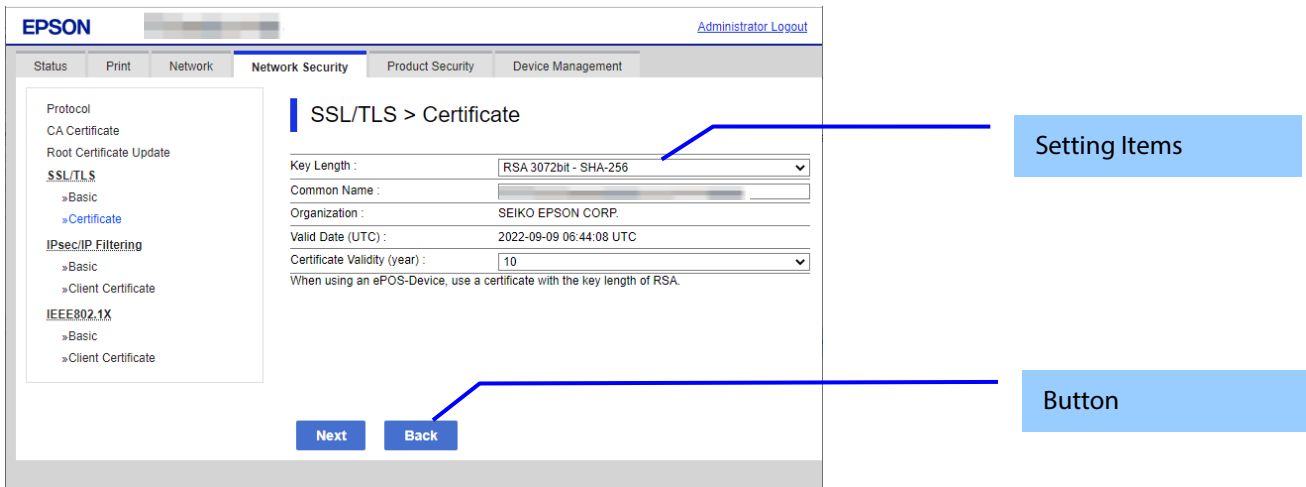 EPSON
Administrator Logout
Status Print Network Network Security Product Security Device Management
Protocol
CA Certificate
Root Certificate Update
SSL/TLS
»Basic
»Certificate
IPsec/IP Filtering
»Basic
»Client Certificate
IEEE802.1X
»Basic
»Client Certificate
SSL/TLS > Certificate
Key Length : RSA 3072bit - SHA-256
Common Name :
Organization : SEIKO EPSON CORP.
Valid Date (UTC) : 2022-09-09 06:44:08 UTC
Certificate Validity (year) : 10
When using an ePOS-Device, use a certificate with the key length of RSA.
Next Back
Setting Items
Button